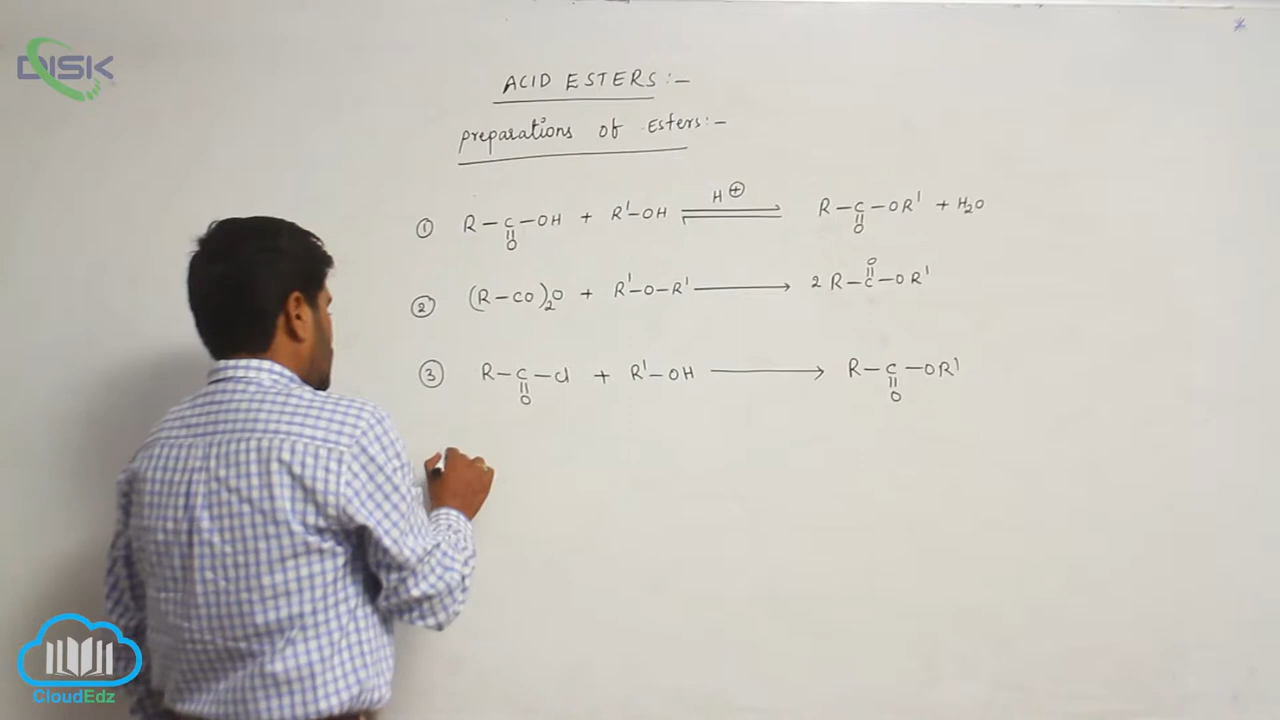 DISK
ACID ESTERS:-
preparations of Esters:-
① R-C-OH + R'-OH ⇌ R-C-OR' + H2O
H⊕
O
O
② (R-CO)2O + R'-O-R' ⟶ 2R-C-OR'
O
③ R-C-Cl + R'-OH ⟶ R-C-OR'
O
O
CloudEdz